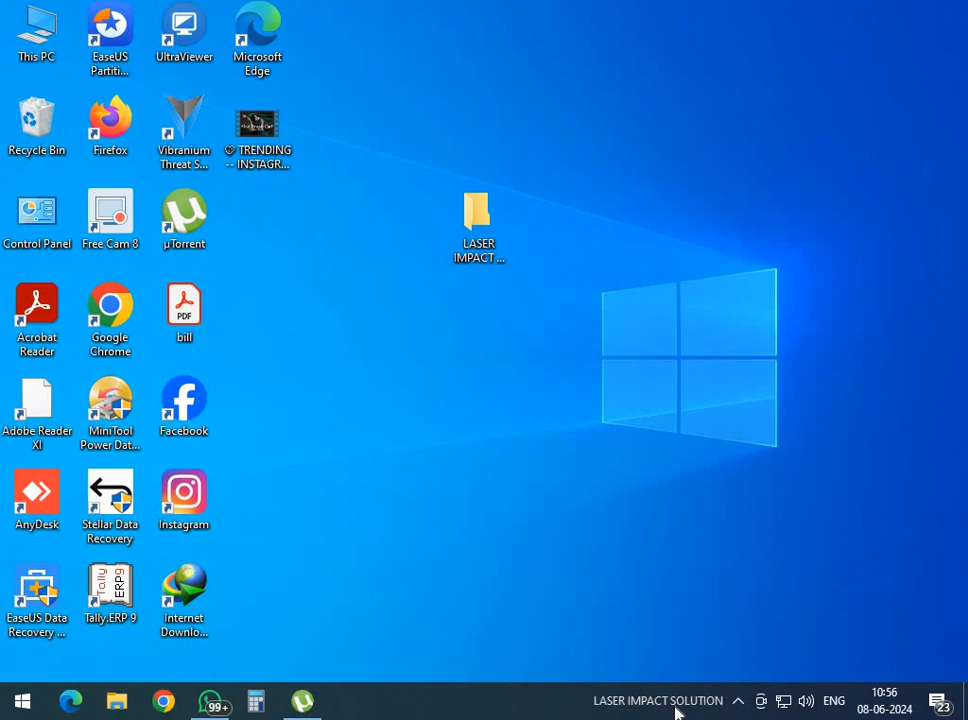 This PC
EaseUS
Partiti...
UltraViewer
Microsoft
Edge
Recycle Bin
Firefox
Vibranium
Threat S...
TRENDING
-- INSTAGR...
Control Panel
Free Cam 8
µTorrent
LASER
IMPACT ...
Acrobat
Reader
Google
Chrome
PDF
bill
Adobe Reader
XI
MiniTool
Power Dat...
Facebook
AnyDesk
Stellar Data
Recovery
Instagram
EaseUS Data
Recovery ...
Tally ERP9
Tally.ERP 9
Internet
Downlo...
99+
LASER IMPACT SOLUTION
ENG
10:56
08-06-2024
23